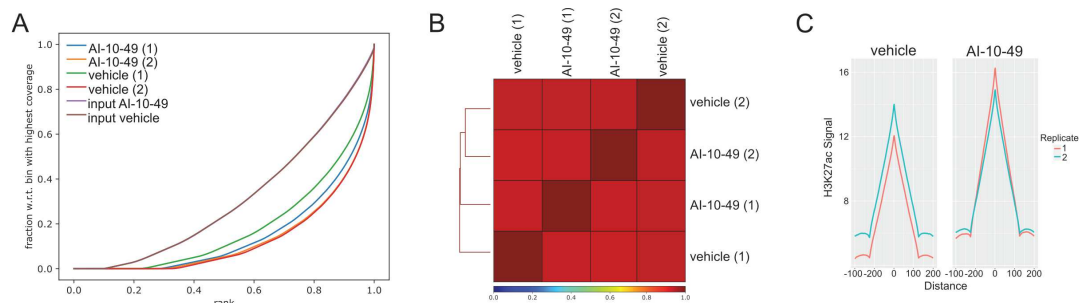 A
1.0
0.8
0.6
0.4
0.2
0.0
fraction w.r.t. bin with highest coverage
AI-10-49 (1)
AI-10-49 (2)
vehicle (1)
vehicle (2)
input AI-10-49
input vehicle
0.0 0.2 0.4 0.6 0.8 1.0
rank
B
vehicle (1)
AI-10-49 (1)
AI-10-49 (2)
vehicle (2)
vehicle (2)
AI-10-49 (2)
AI-10-49 (1)
vehicle (1)
0.0 0.2 0.4 0.6 0.8 1.0
C
vehicle AI-10-49
16
12
8
H3K27ac Signal
-100-200 0 100 200 -100-200 0 100 200
Distance
Replicate
1
2